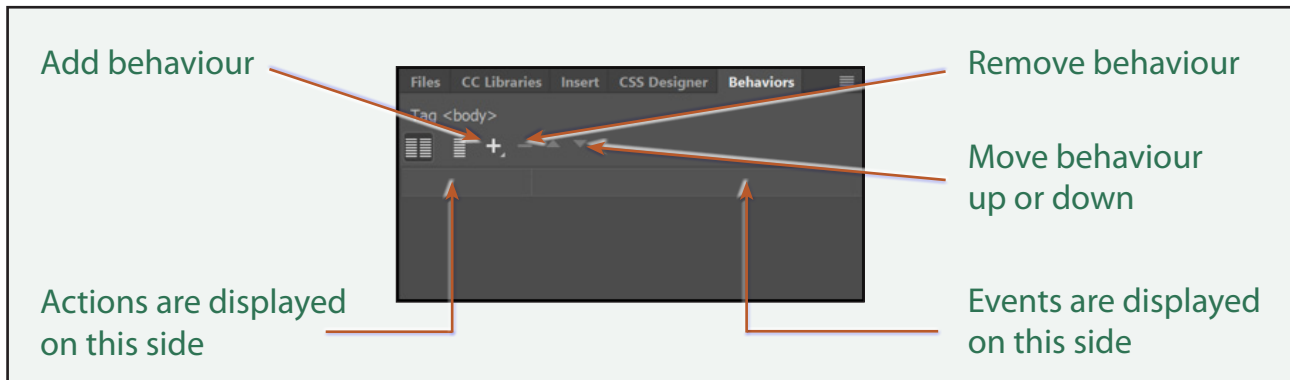 Add behaviour
Remove behaviour
Files CC Libraries Insert CSS Designer Behaviors
Tag <body>
Move behaviour
up or down
Actions are displayed
on this side
Events are displayed
on this side